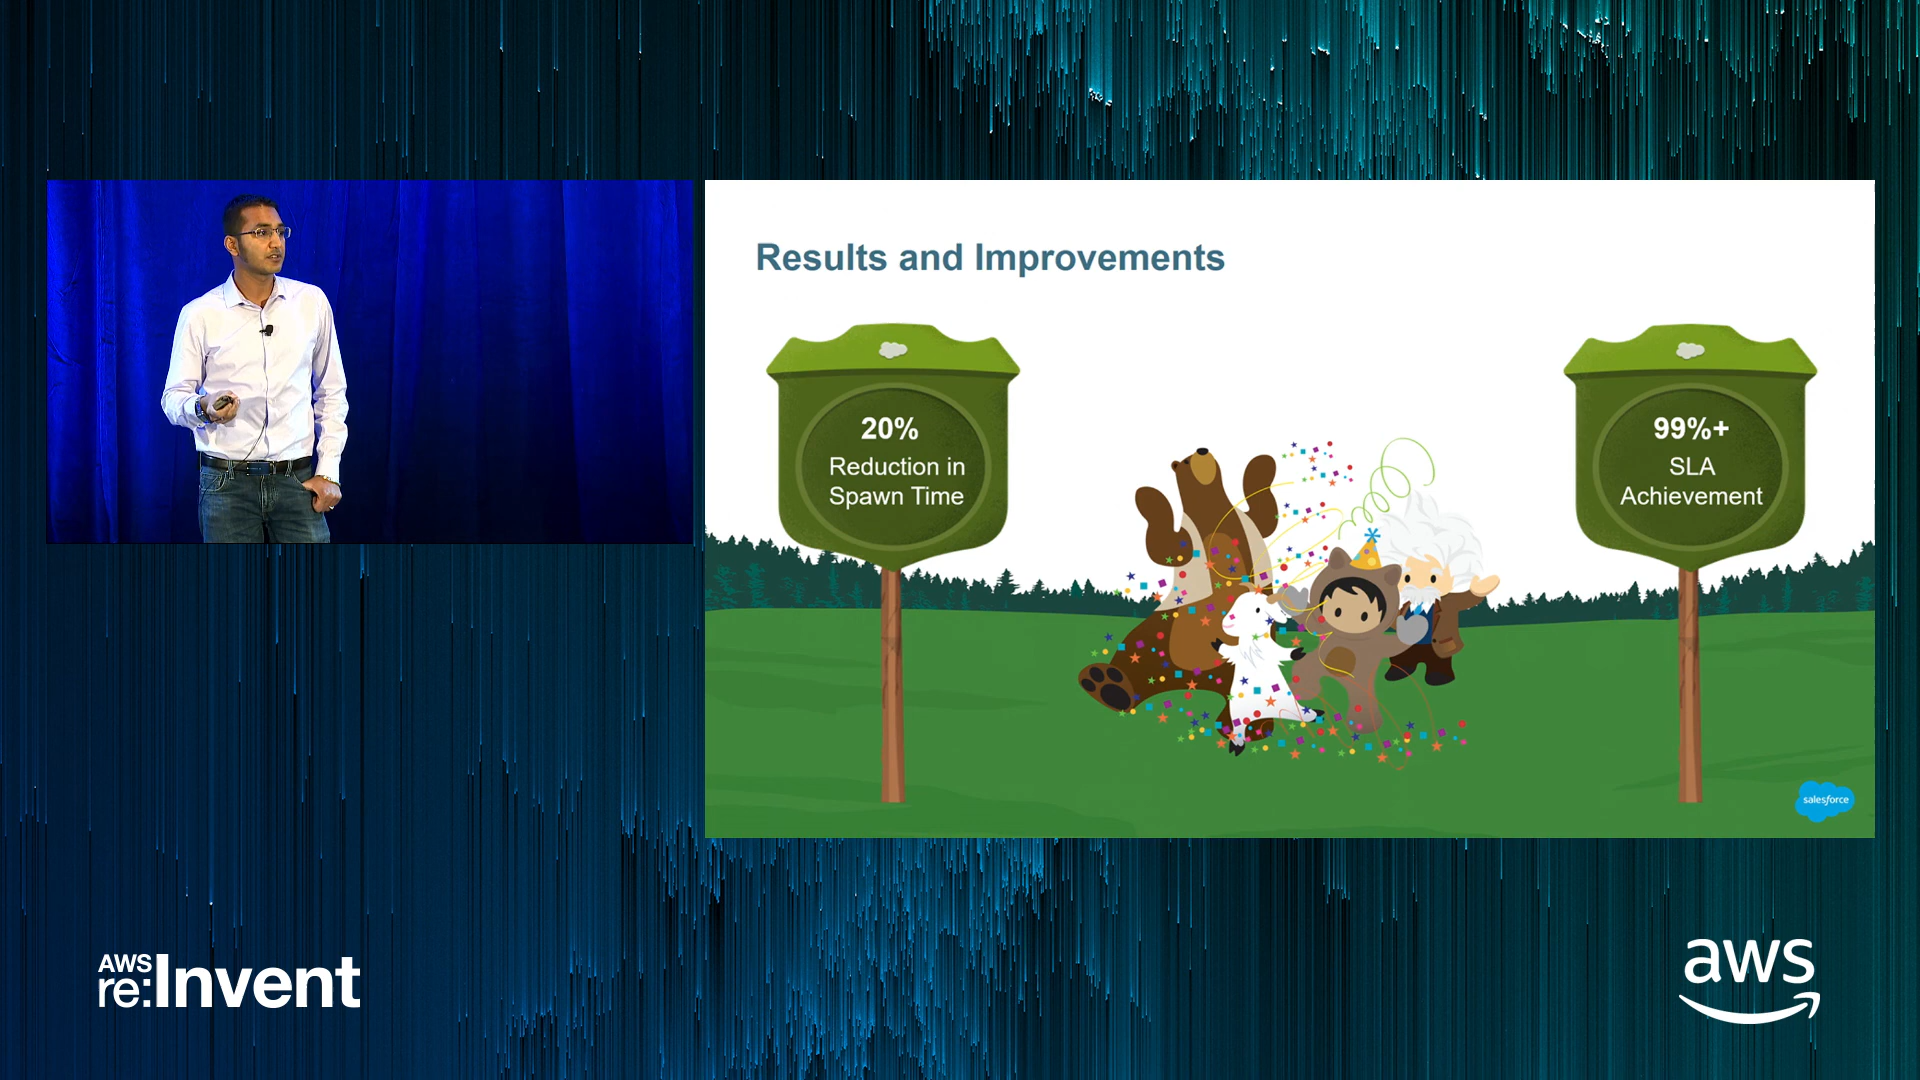 Results and Improvements
20%
Reduction in
Spawn Time
99%+
SLA
Achievement
salesforce
AWS
re:Invent
aws